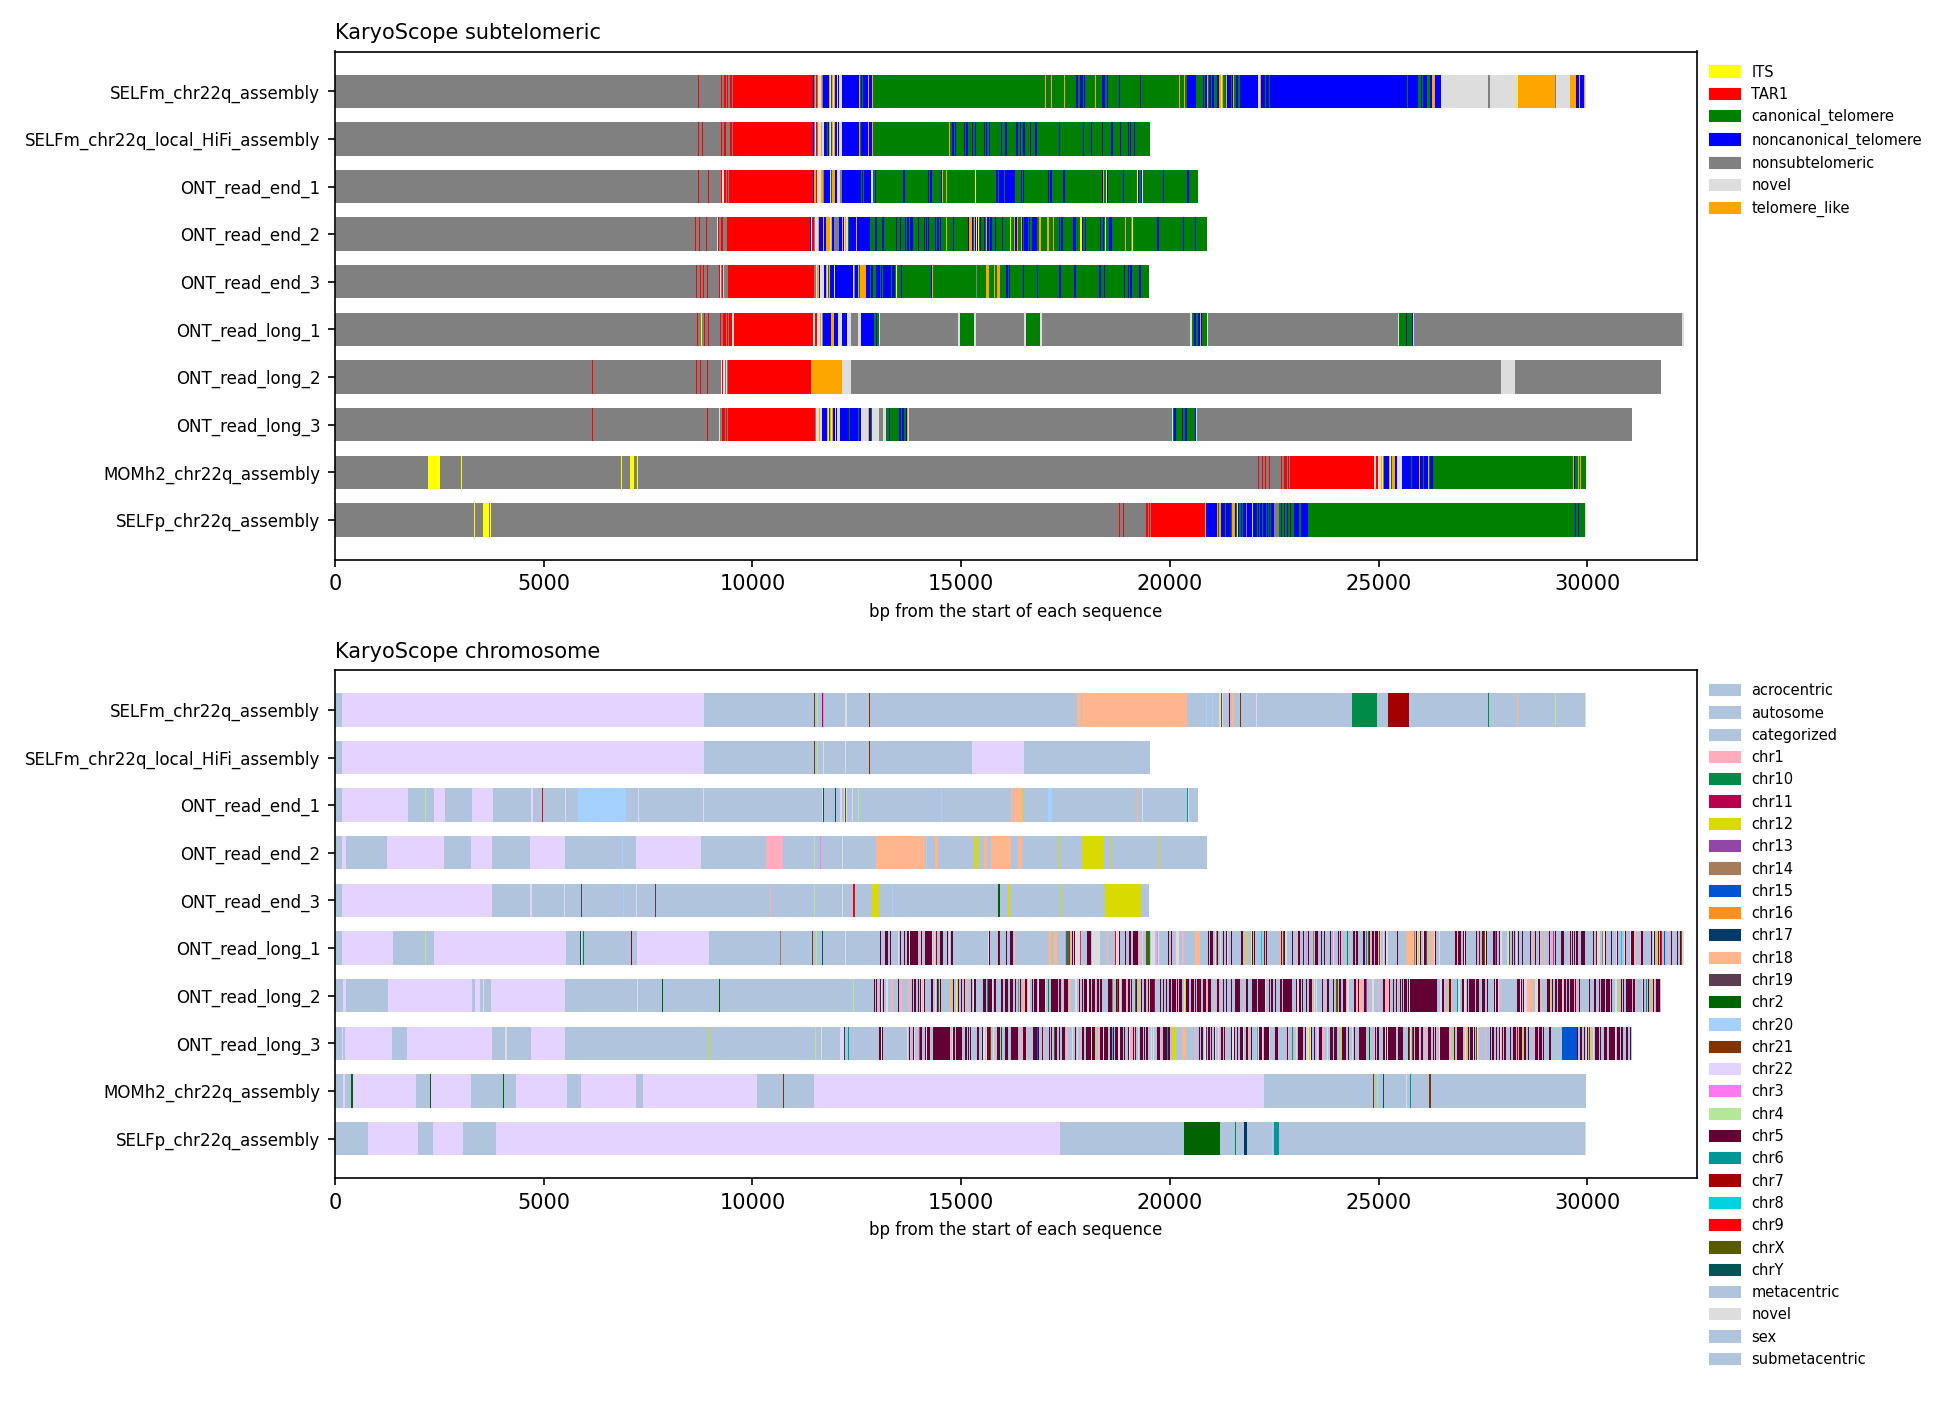 KaryoScope subtelomeric
SELFm_chr22q_assembly
SELFm_chr22q_local_HiFi_assembly
ONT_read_end_1
ONT_read_end_2
ONT_read_end_3
ONT_read_long_1
ONT_read_long_2
ONT_read_long_3
MOMh2_chr22q_assembly
SELFp_chr22q_assembly
0 5000 10000 15000 20000 25000 30000
bp from the start of each sequence
ITS
TAR1
canonical_telomere
noncanonical_telomere
nonsubtelomeric
novel
telomere_like
KaryoScope chromosome
SELFm_chr22q_assembly
SELFm_chr22q_local_HiFi_assembly
ONT_read_end_1
ONT_read_end_2
ONT_read_end_3
ONT_read_long_1
ONT_read_long_2
ONT_read_long_3
MOMh2_chr22q_assembly
SELFp_chr22q_assembly
0 5000 10000 15000 20000 25000 30000
bp from the start of each sequence
acrocentric
autosome
categorized
chr1
chr10
chr11
chr12
chr13
chr14
chr15
chr16
chr17
chr18
chr19
chr2
chr20
chr21
chr22
chr3
chr4
chr5
chr6
chr7
chr8
chr9
chrX
chrY
metacentric
novel
sex
submetacentric